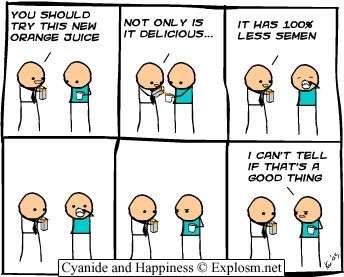 YOU SHOULD
TRY THIS NEW
ORANGE JUICE
NOT ONLY IS
IT DELICIOUS...
IT HAS 100%
LESS SEMEN
I CAN'T TELL
IF THAT'S A
GOOD THING
Cyanide and Happiness © Explosm.net